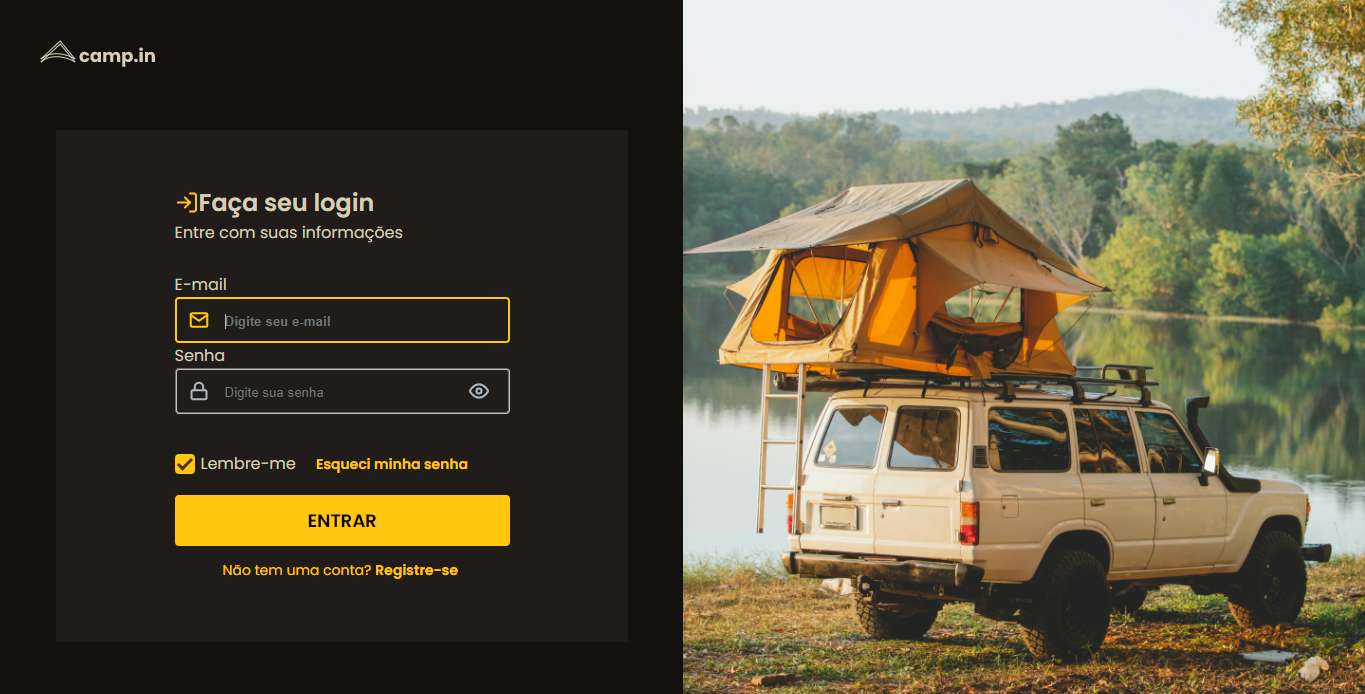 camp.in
Faça seu login
Entre com suas informações
E-mail
Digite seu e-mail
Senha
Digite sua senha
Lembre-me Esqueci minha senha
ENTRAR
Não tem uma conta? Registre-se